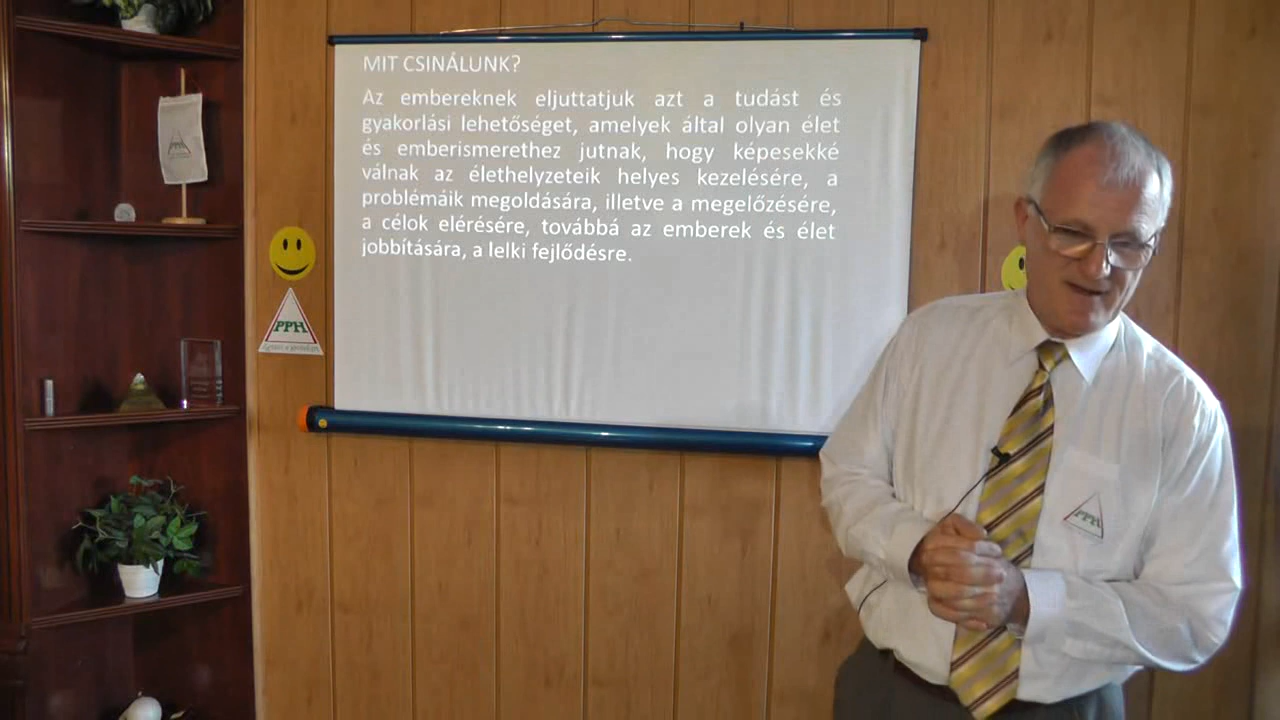 MIT CSINÁLUNK?
Az embereknek eljuttatjuk azt a tudást és
gyakorlási lehetőséget, amelyek által olyan élet
és emberismerethez jutnak, hogy képesekké
válnak az élethelyzeteik helyes kezelésére, a
problémáik megoldására, illetve a megelőzésére,
a célok elérésére, továbbá az emberek és élet
jobbítására, a lelki fejlődésre.
PPH
PPH